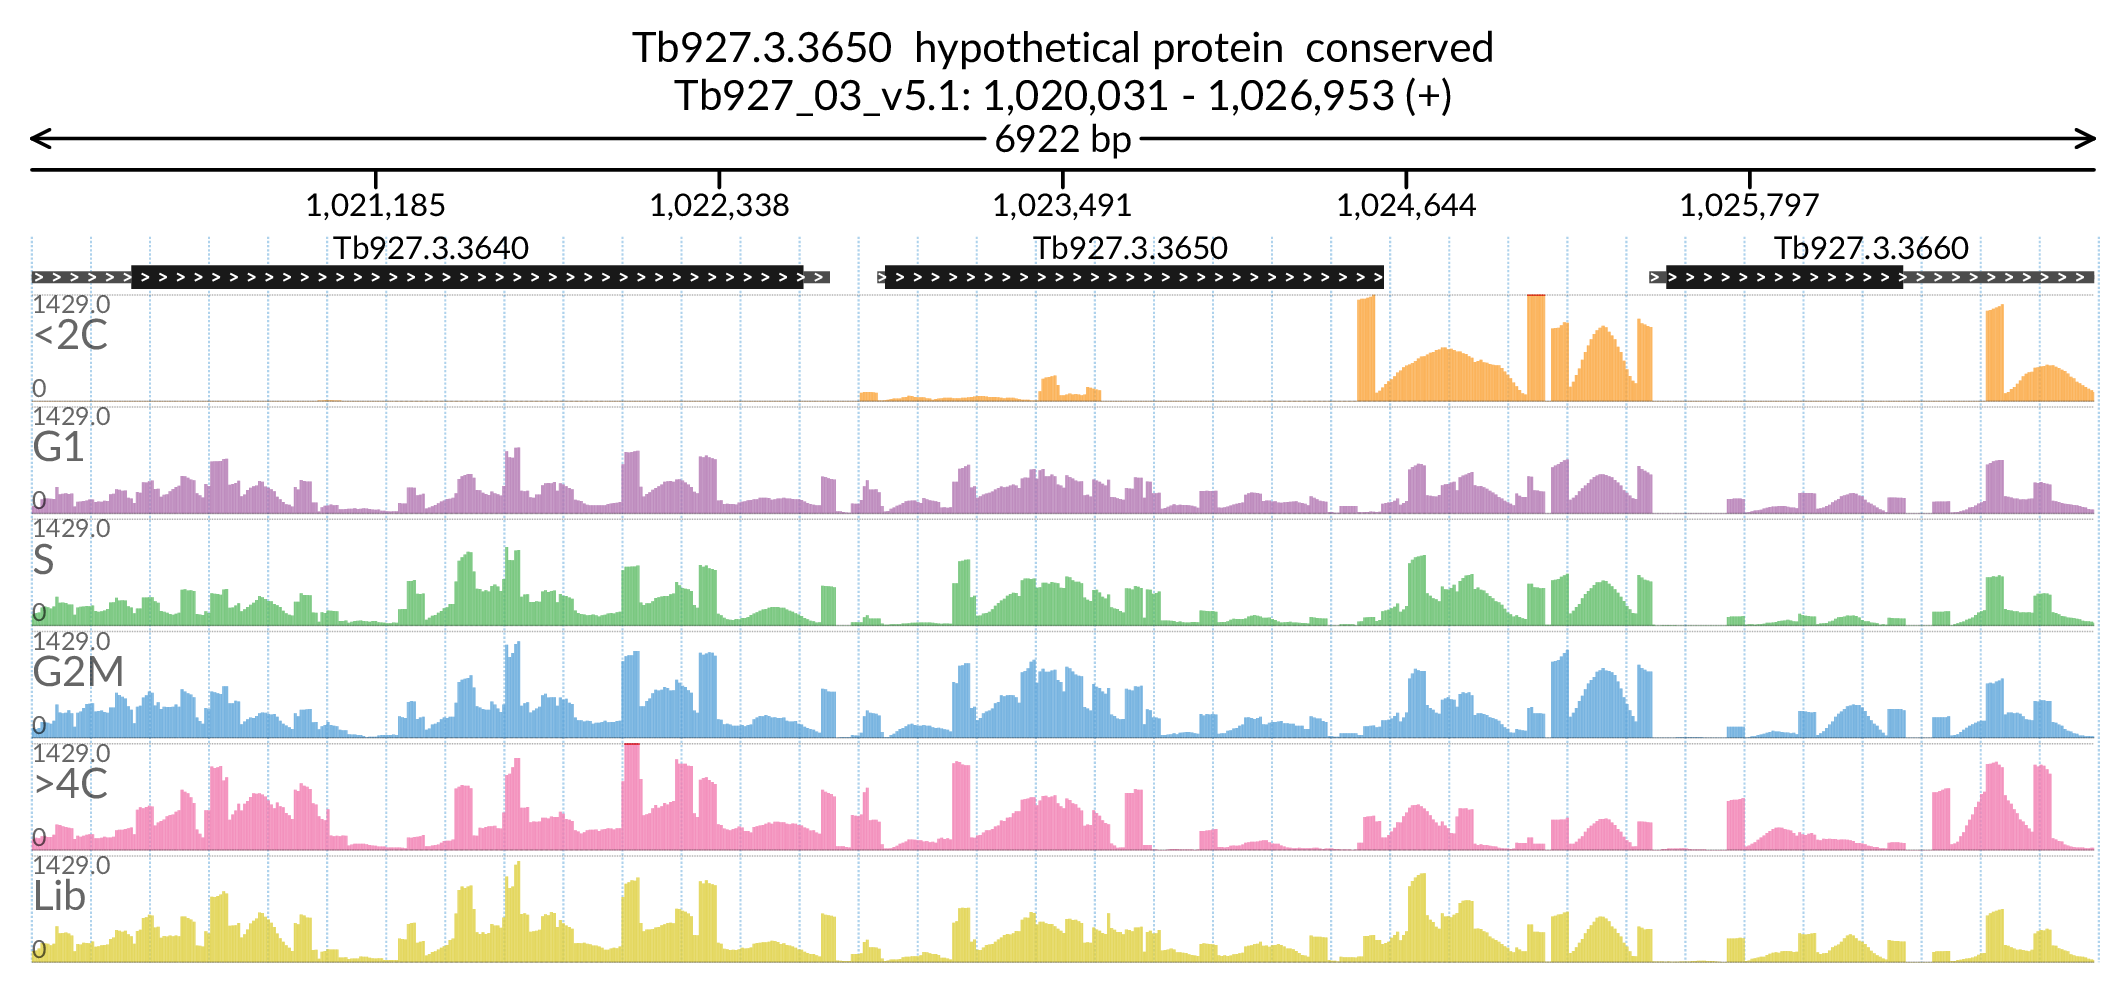 Tb927.3.3650  hypothetical protein  conserved
Tb927_03_v5.1: 1,020,031 - 1,026,953 (+)
6922 bp
1,021,185 1,022,338 1,023,491 1,024,644 1,025,797
Tb927.3.3640 Tb927.3.3650 Tb927.3.3660
1429.0
<2C
0
1429.0
G1
0
1429.0
S
0
1429.0
G2M
0
1429.0
>4C
0
1429.0
Lib
0